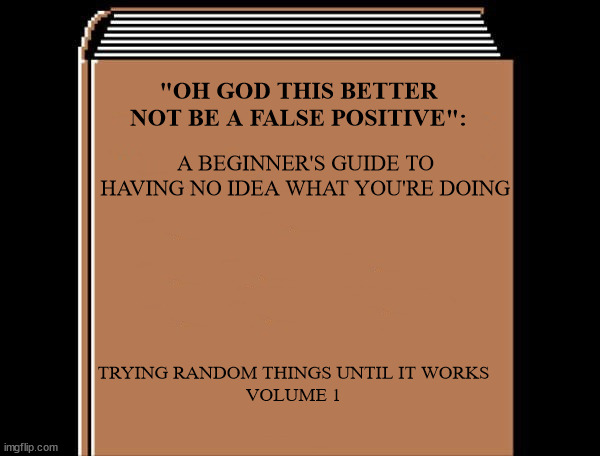 "OH GOD THIS BETTER
NOT BE A FALSE POSITIVE":
A BEGINNER'S GUIDE TO
HAVING NO IDEA WHAT YOU'RE DOING
TRYING RANDOM THINGS UNTIL IT WORKS
VOLUME 1
imgflip.com